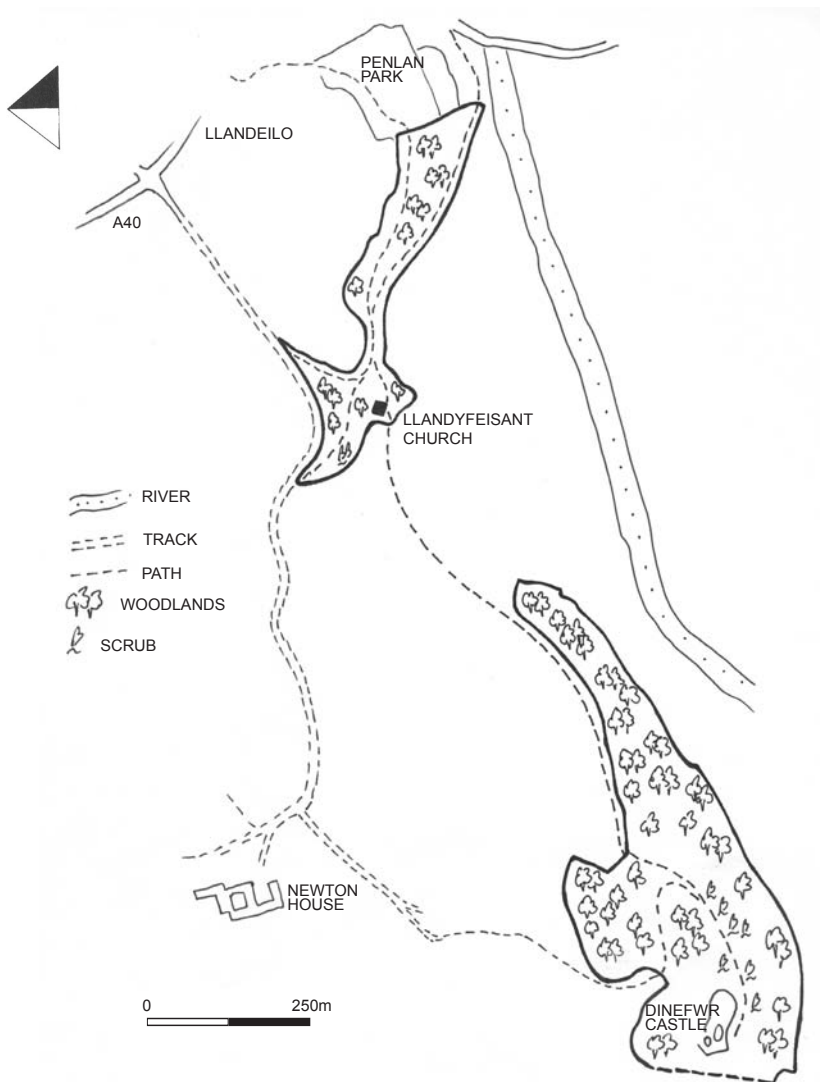 PENLAN
PARK
LLANDEILO
A40
LLANDYFEISANT
CHURCH
RIVER
TRACK
PATH
WOODLANDS
SCRUB
NEWTON
HOUSE
0 250m
DINEFWR
CASTLE